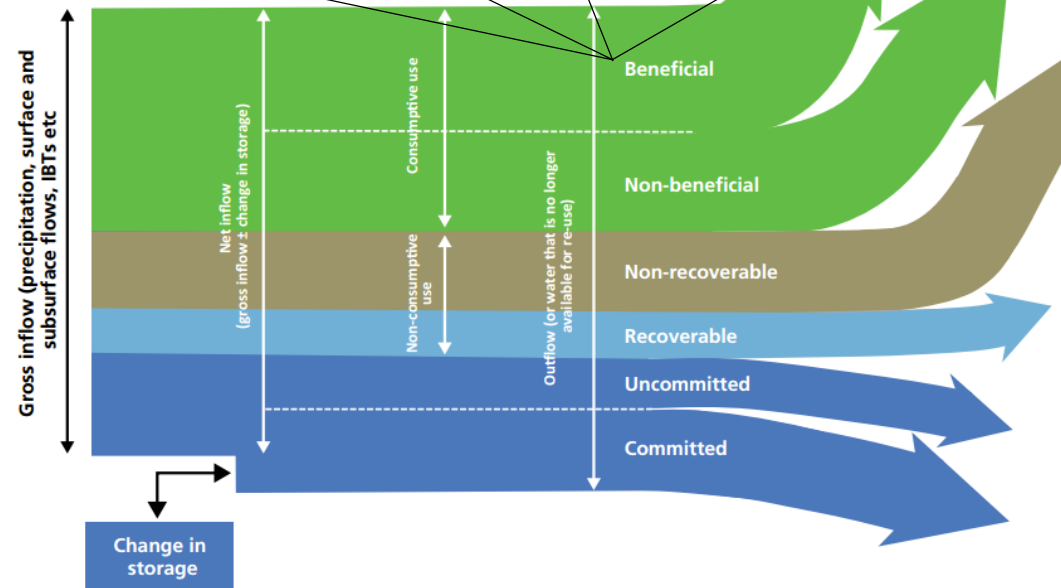 Gross inflow (precipitation, surface and
subsurface flows, IBTs etc
Net inflow
(gross inflow ± change in storage)
Consumptive use
Non-consumptive
use
Outflow (or water that is no longer
available for re-use)
Beneficial
Non-beneficial
Non-recoverable
Recoverable
Uncommitted
Committed
Change in
storage